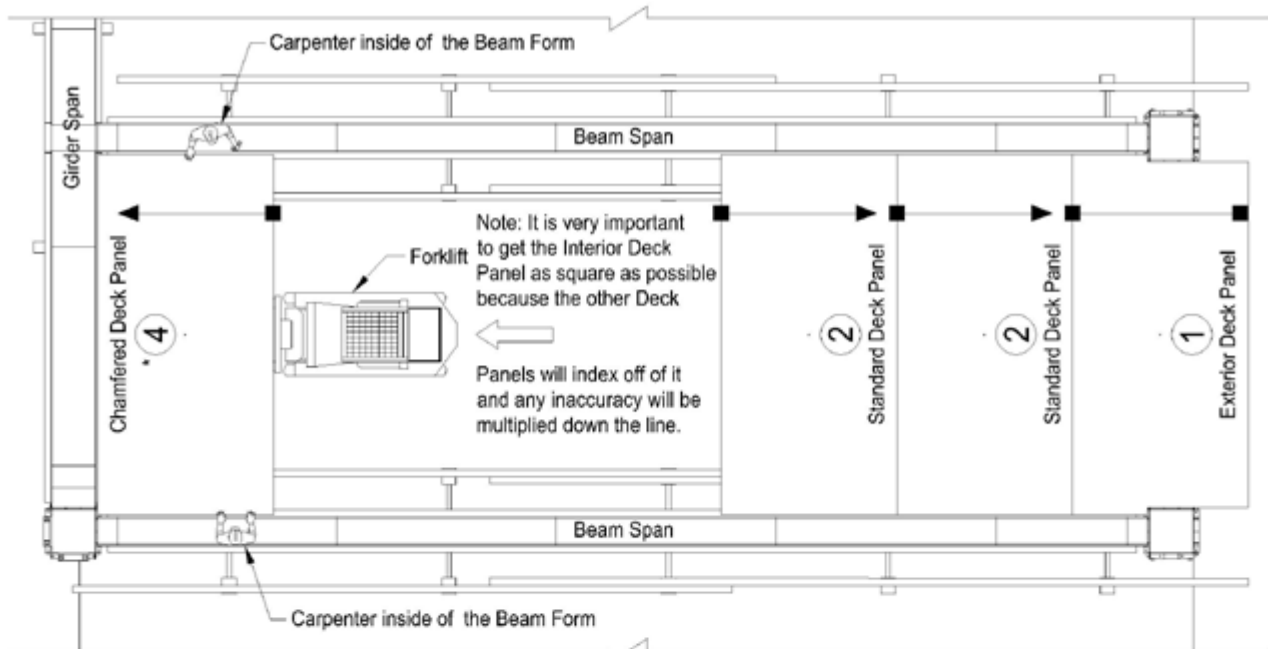 Carpenter inside of the Beam Form
Girder Span
Beam Span
Note: It is very important
to get the Interior Deck
Panel as square as possible
because the other Deck
Panels will index off of it
and any inaccuracy will be
multiplied down the line.
Forklift
Chamfered Deck Panel
* 4
2
Standard Deck Panel
2
Standard Deck Panel
1
Exterior Deck Panel
Beam Span
Carpenter inside of the Beam Form